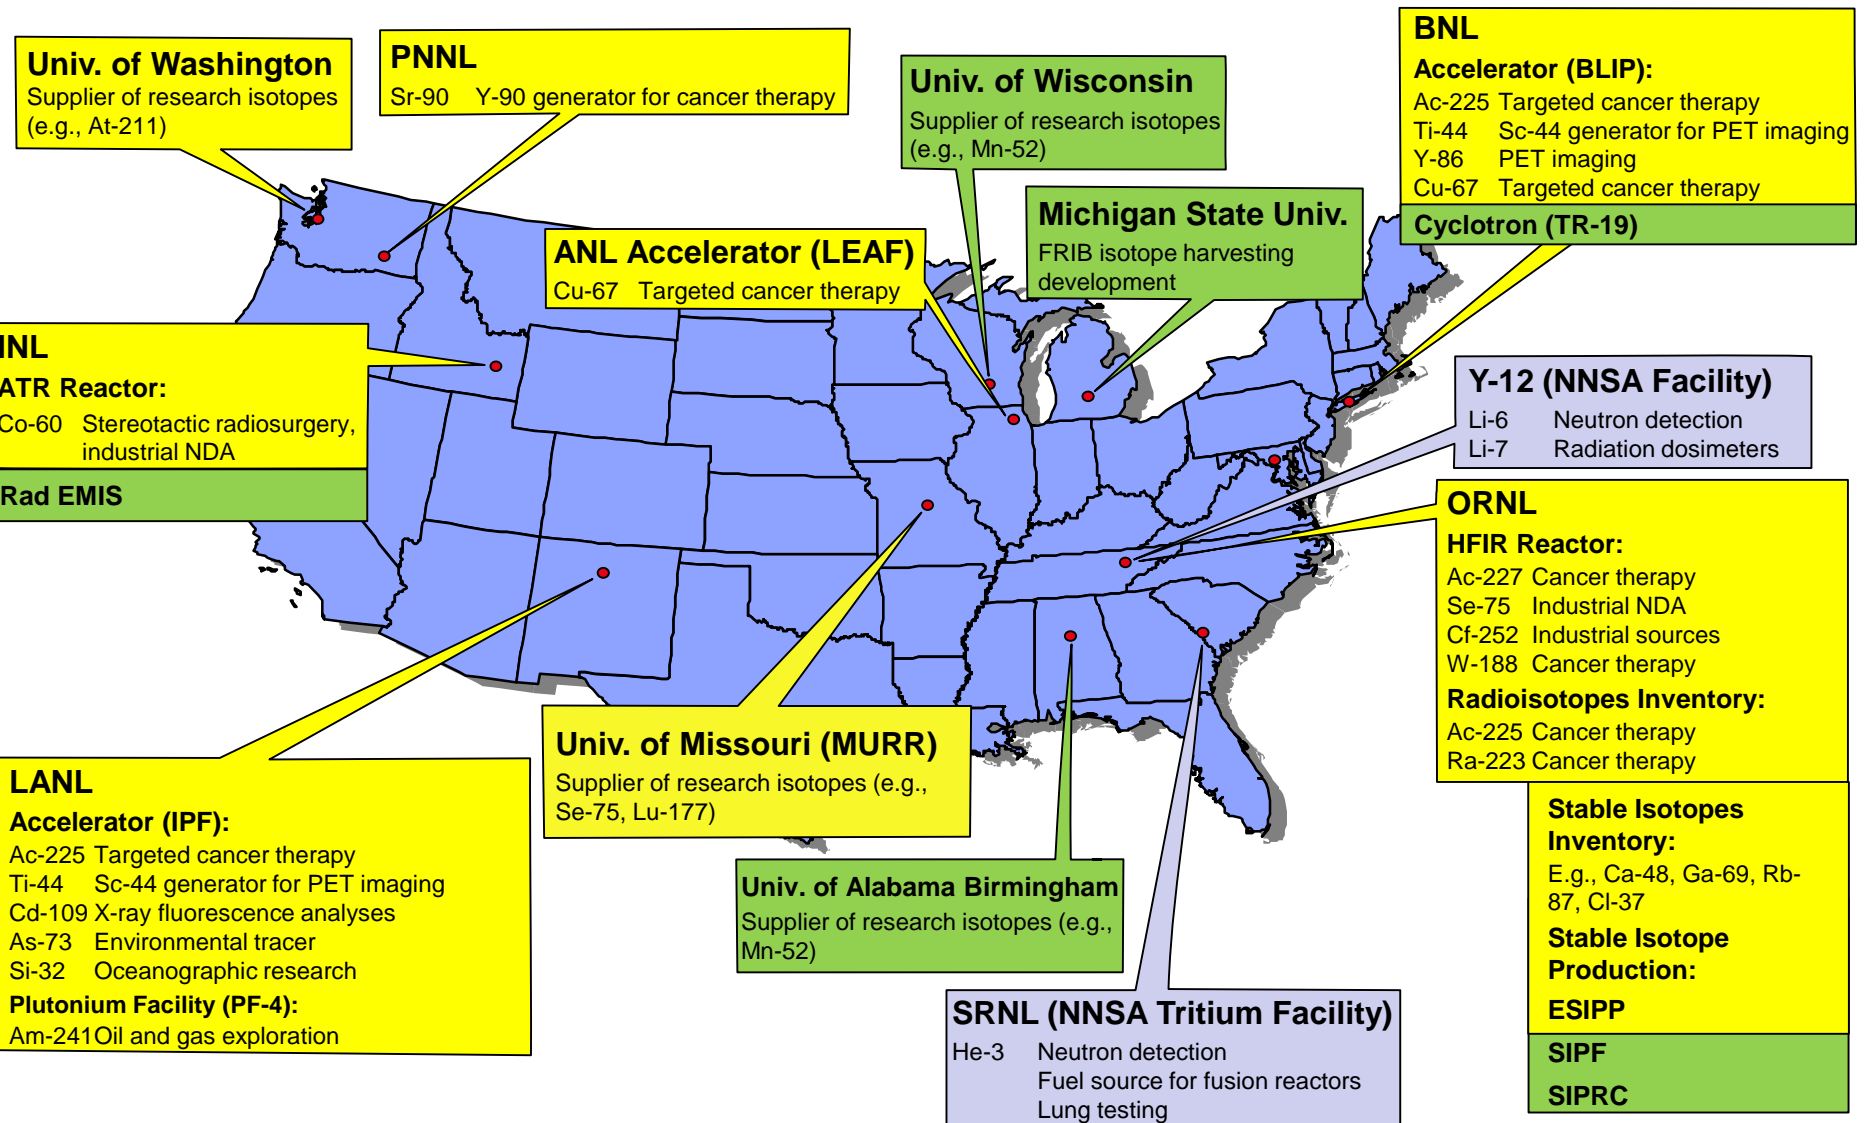 Univ. of Washington
Supplier of research isotopes
(e.g., At-211)
PNNL
Sr-90 Y-90 generator for cancer therapy
Univ. of Wisconsin
Supplier of research isotopes
(e.g., Mn-52)
BNL
Accelerator (BLIP):
Ac-225 Targeted cancer therapy
Ti-44 Sc-44 generator for PET imaging
Y-86 PET imaging
Cu-67 Targeted cancer therapy
Cyclotron (TR-19)
Michigan State Univ.
FRIB isotope harvesting
development
ANL Accelerator (LEAF)
Cu-67 Targeted cancer therapy
INL
ATR Reactor:
Co-60 Stereotactic radiosurgery,
industrial NDA
Rad EMIS
Y-12 (NNSA Facility)
Li-6 Neutron detection
Li-7 Radiation dosimeters
ORNL
HFIR Reactor:
Ac-227 Cancer therapy
Se-75 Industrial NDA
Cf-252 Industrial sources
W-188 Cancer therapy
Radioisotopes Inventory:
Ac-225 Cancer therapy
Ra-223 Cancer therapy
Stable Isotopes
Inventory:
E.g., Ca-48, Ga-69, Rb-
87, Cl-37
Stable Isotope
Production:
ESIPP
SIPF
SIPRC
LANL
Accelerator (IPF):
Ac-225 Targeted cancer therapy
Ti-44 Sc-44 generator for PET imaging
Cd-109 X-ray fluorescence analyses
As-73 Environmental tracer
Si-32 Oceanographic research
Plutonium Facility (PF-4):
Am-241 Oil and gas exploration
Univ. of Missouri (MURR)
Supplier of research isotopes (e.g.,
Se-75, Lu-177)
Univ. of Alabama Birmingham
Supplier of research isotopes (e.g.,
Mn-52)
SRNL (NNSA Tritium Facility)
He-3 Neutron detection
Fuel source for fusion reactors
Lung testing